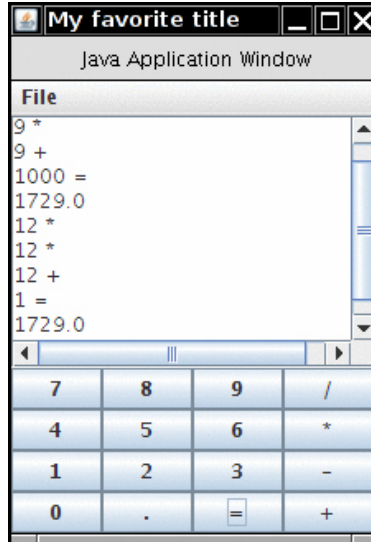 My favorite title
Java Application Window
File
9 *
9 +
1000 =
1729.0
12 *
12 *
12 +
1 =
1729.0
7 8 9 /
4 5 6 *
1 2 3 -
0 . = +